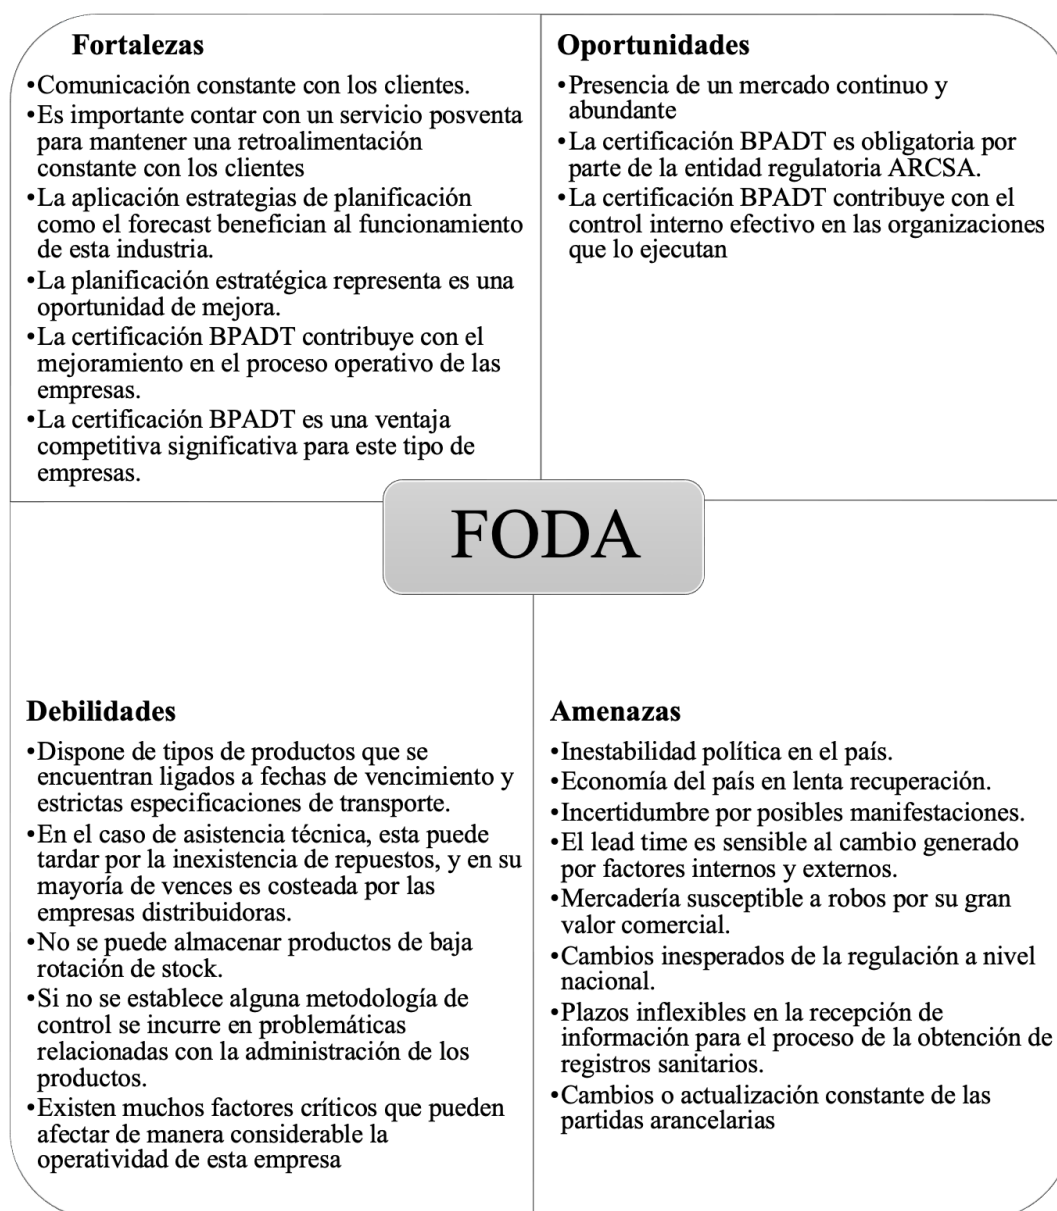 Fortalezas
•Comunicación constante con los clientes.
•Es importante contar con un servicio posventa
para mantener una retroalimentación
constante con los clientes
•La aplicación estrategias de planificación
como el forecast benefician al funcionamiento
de esta industria.
•La planificación estratégica representa es una
oportunidad de mejora.
•La certificación BPADT contribuye con el
mejoramiento en el proceso operativo de las
empresas.
•La certificación BPADT es una ventaja
competitiva significativa para este tipo de
empresas.
Oportunidades
•Presencia de un mercado continuo y
abundante
•La certificación BPADT es obligatoria por
parte de la entidad regulatoria ARCSA.
•La certificación BPADT contribuye con el
control interno efectivo en las organizaciones
que lo ejecutan
FODA
Debilidades
•Dispone de tipos de productos que se
encuentran ligados a fechas de vencimiento y
estrictas especificaciones de transporte.
•En el caso de asistencia técnica, esta puede
tardar por la inexistencia de repuestos, y en su
mayoría de vences es costeada por las
empresas distribuidoras.
•No se puede almacenar productos de baja
rotación de stock.
•Si no se establece alguna metodología de
control se incurre en problemáticas
relacionadas con la administración de los
productos.
•Existen muchos factores críticos que pueden
afectar de manera considerable la
operatividad de esta empresa
Amenazas
•Inestabilidad política en el país.
•Economía del país en lenta recuperación.
•Incertidumbre por posibles manifestaciones.
•El lead time es sensible al cambio generado
por factores internos y externos.
•Mercadería susceptible a robos por su gran
valor comercial.
•Cambios inesperados de la regulación a nivel
nacional.
•Plazos inflexibles en la recepción de
información para el proceso de la obtención de
registros sanitarios.
•Cambios o actualización constante de las
partidas arancelarias